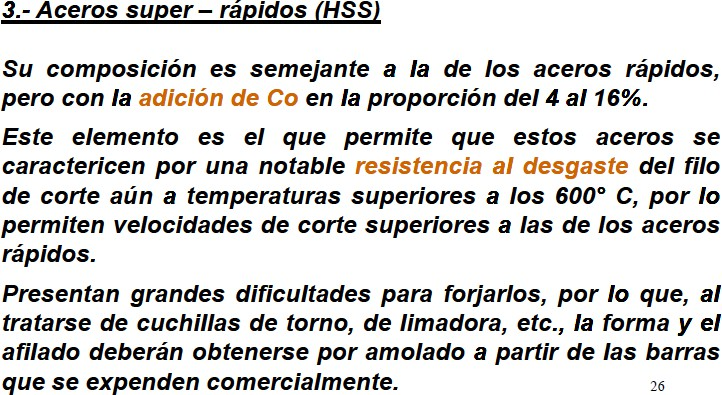 3.- Aceros super – rápidos (HSS)
Su composición es semejante a la de los aceros rápidos,
pero con la adición de Co en la proporción del 4 al 16%.
Este elemento es el que permite que estos aceros se
caractericen por una notable resistencia al desgaste del filo
de corte aún a temperaturas superiores a los 600° C, por lo
permiten velocidades de corte superiores a las de los aceros
rápidos.
Presentan grandes dificultades para forjarlos, por lo que, al
tratarse de cuchillas de torno, de limadora, etc., la forma y el
afilado deberán obtenerse por amolado a partir de las barras
que se expenden comercialmente.
26